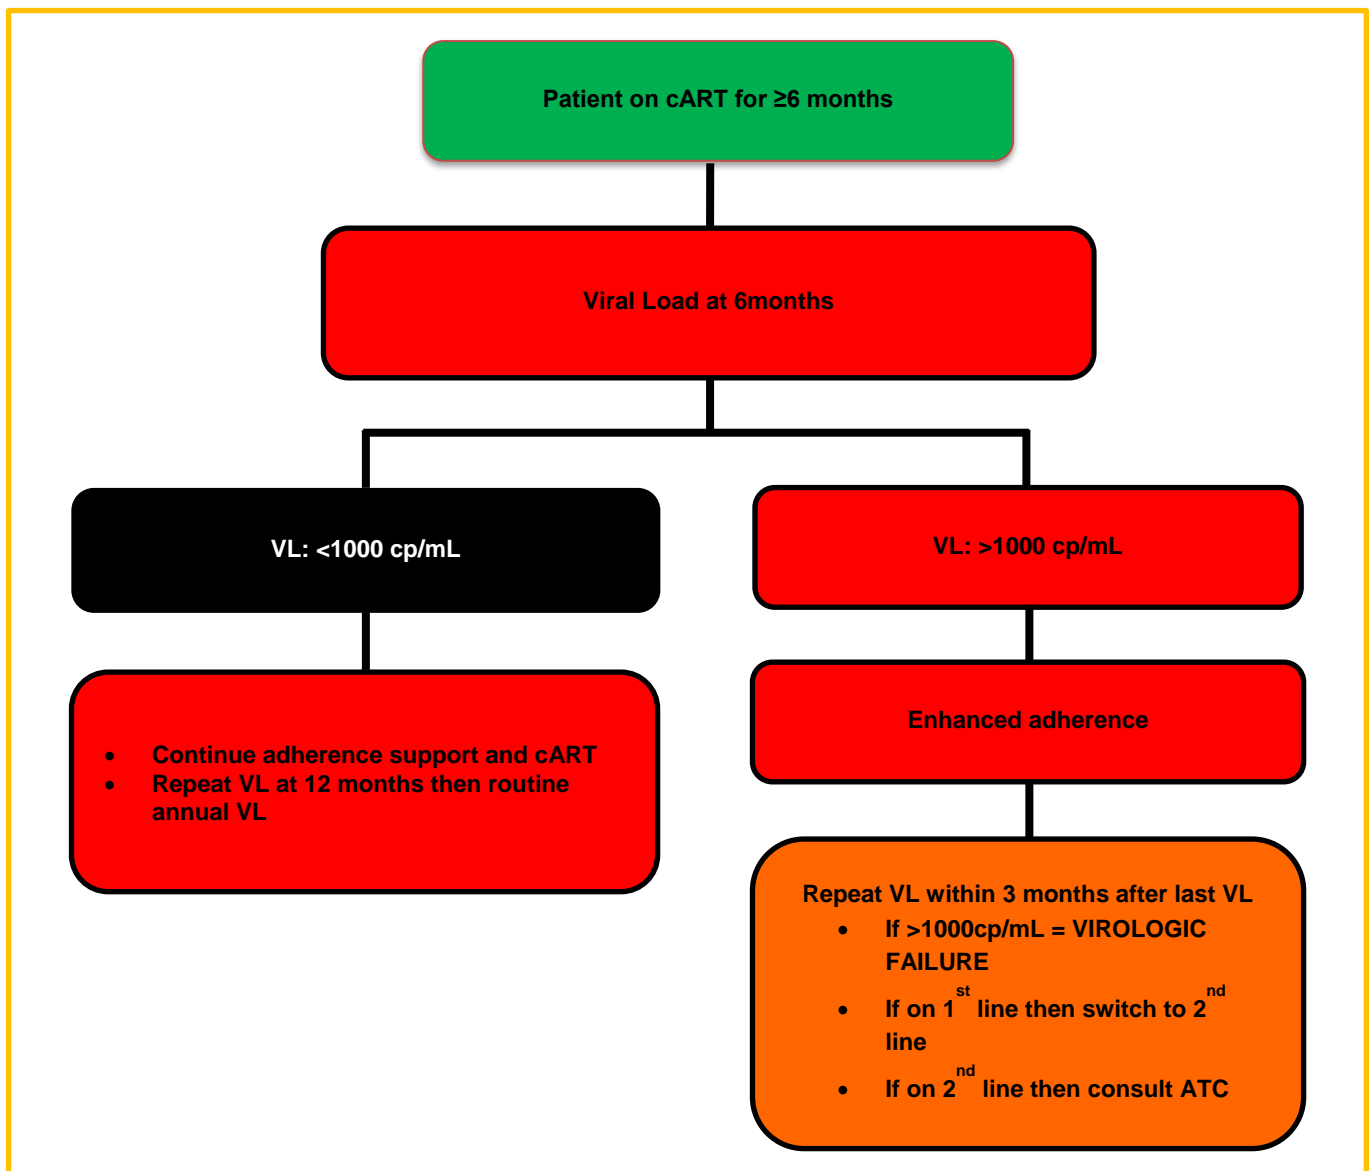 Patient on cART for ≥6 months
Viral Load at 6months
VL: <1000 cp/mL
VL: >1000 cp/mL
• Continue adherence support and cART
• Repeat VL at 12 months then routine
annual VL
Enhanced adherence
Repeat VL within 3 months after last VL
• If >1000cp/mL = VIROLOGIC
FAILURE
• If on 1st line then switch to 2nd
line
• If on 2nd line then consult ATC